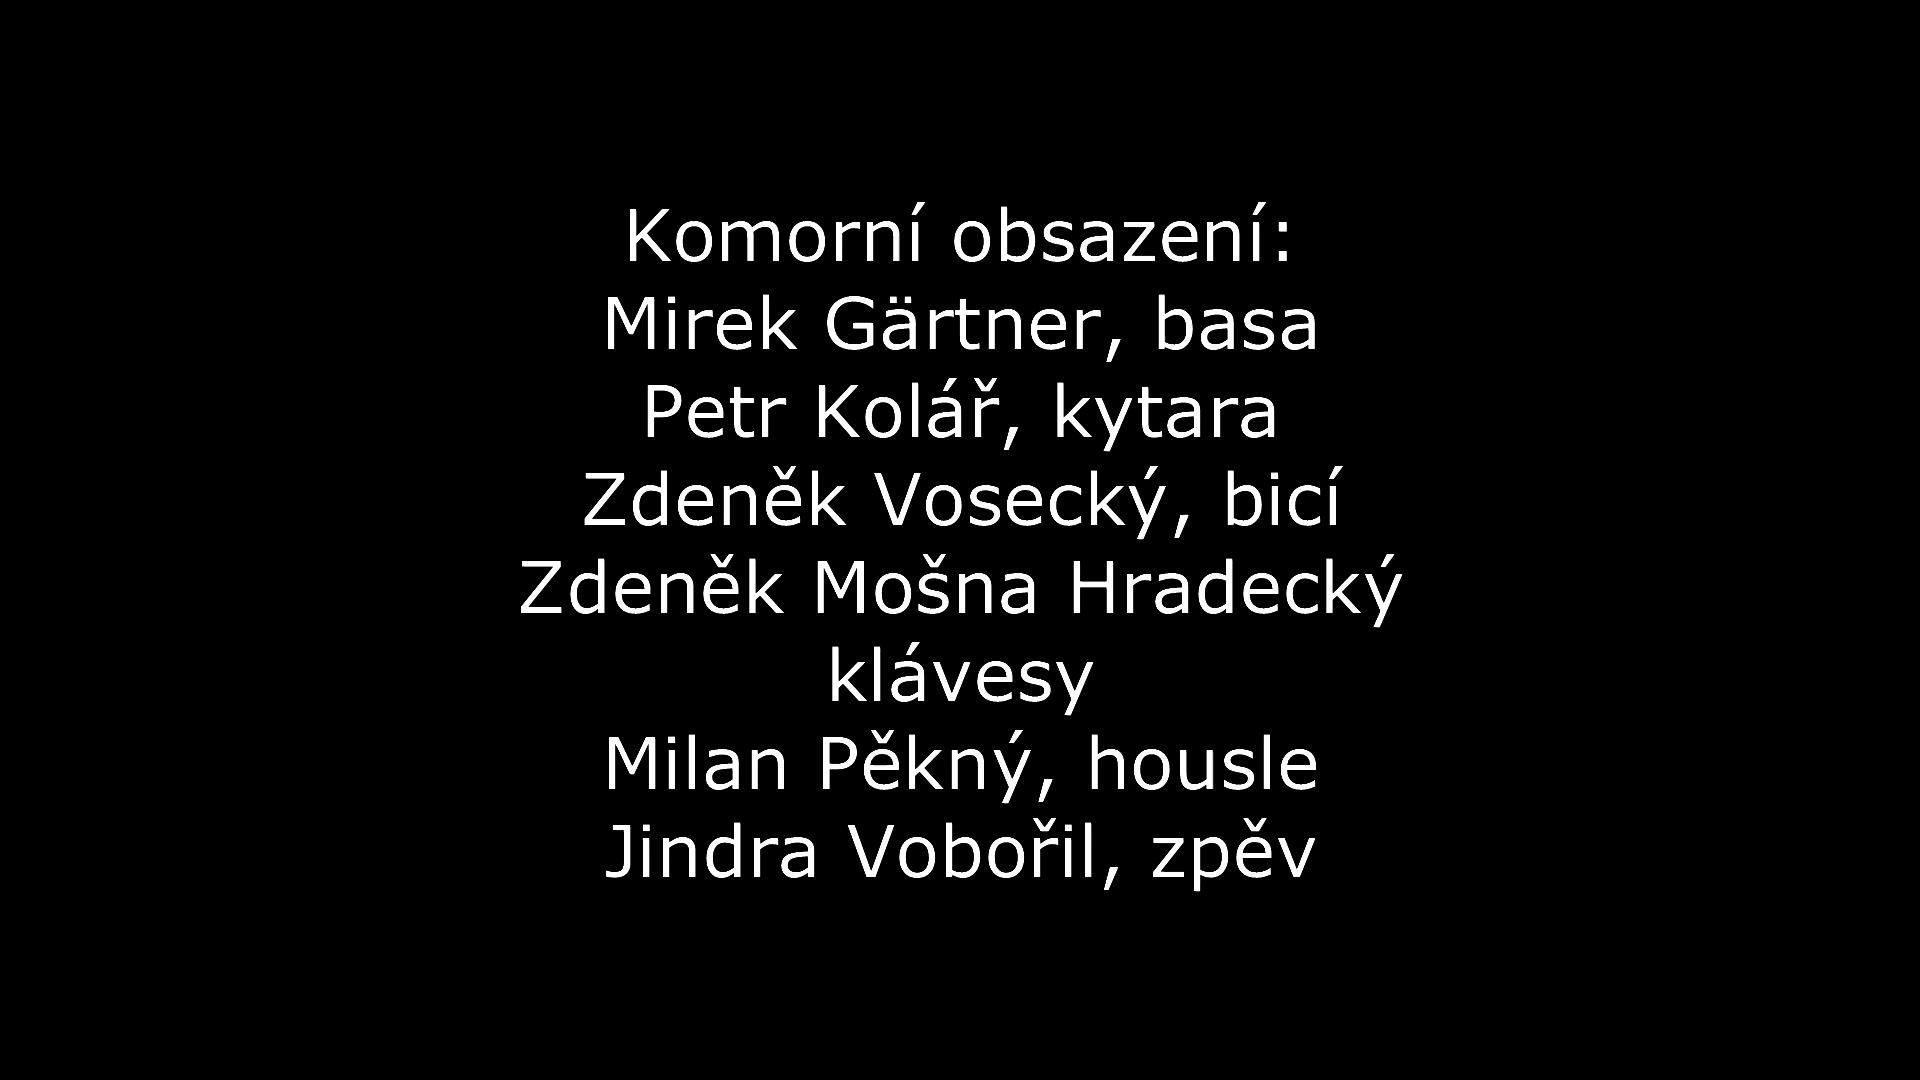 Komorní obsazení:
Mirek Gärtner, basa
Petr Kolář, kytara
Zdeněk Vosecký, bicí
Zdeněk Mošna Hradecký
klávesy
Milan Pěkný, housle
Jindra Vobořil, zpěv